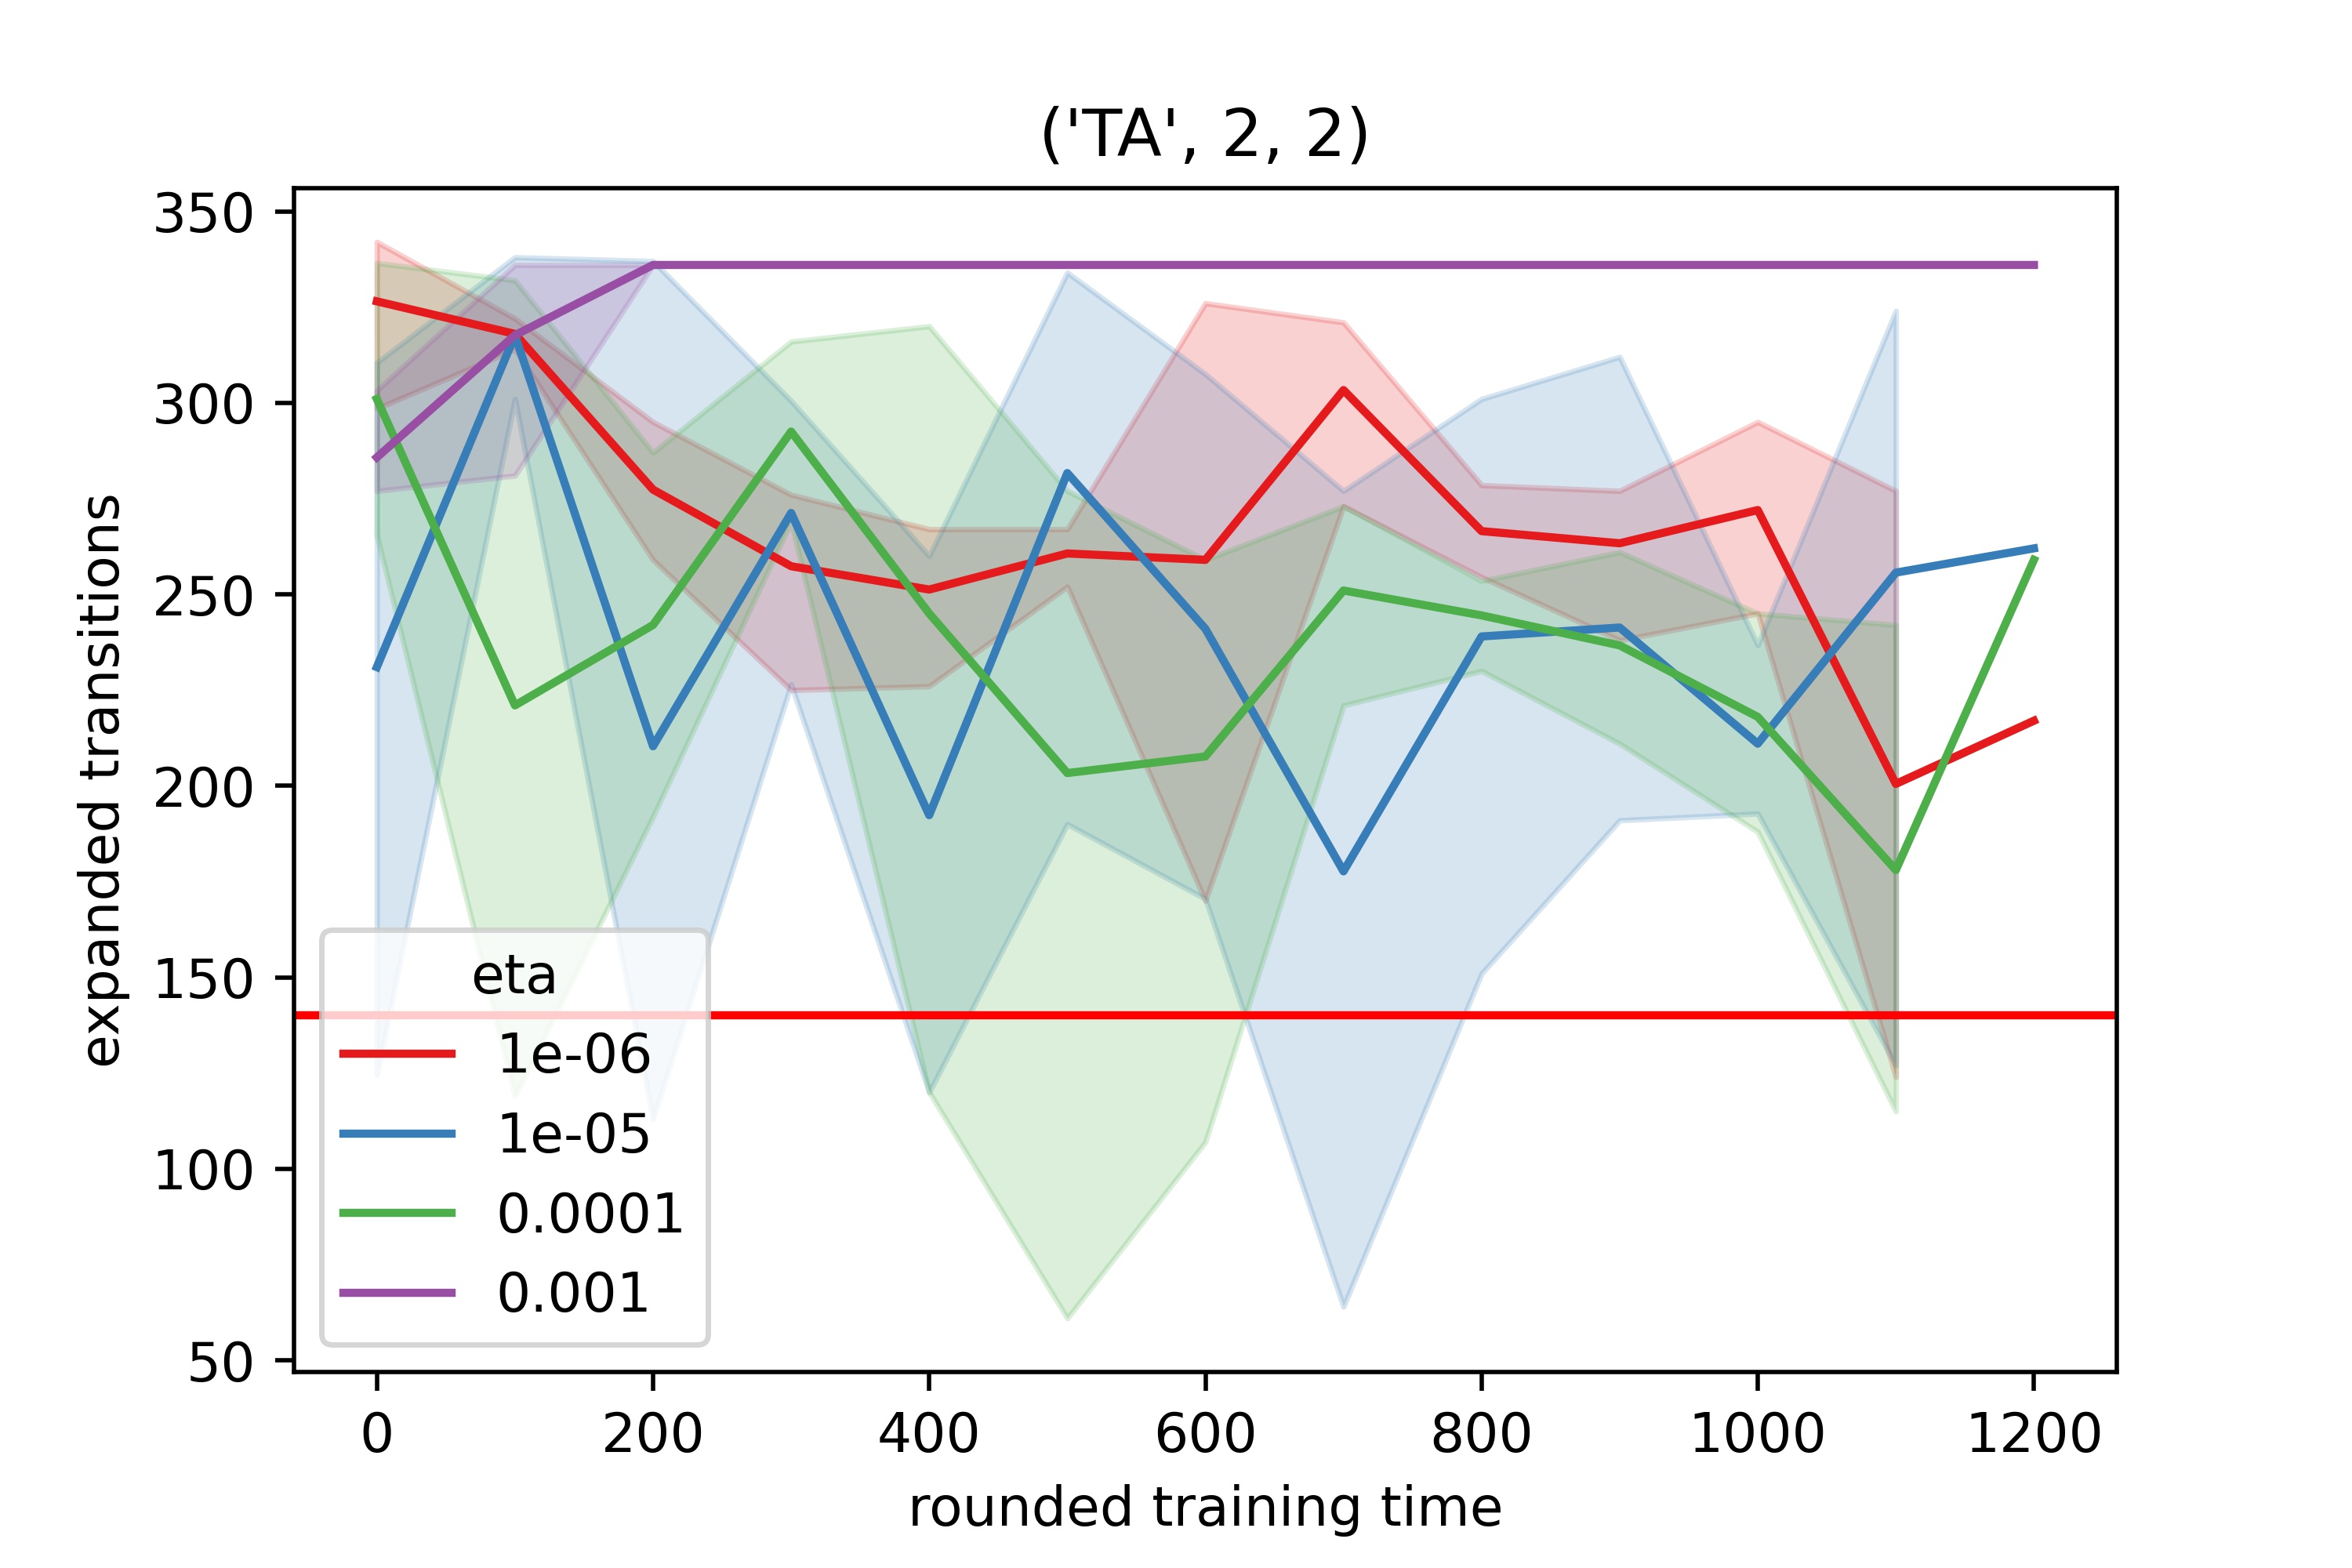 ('TA', 2, 2)
expanded transitions
350
300
250
200
150
100
50
eta
1e-06
1e-05
0.0001
0.001
0 200 400 600 800 1000 1200
rounded training time